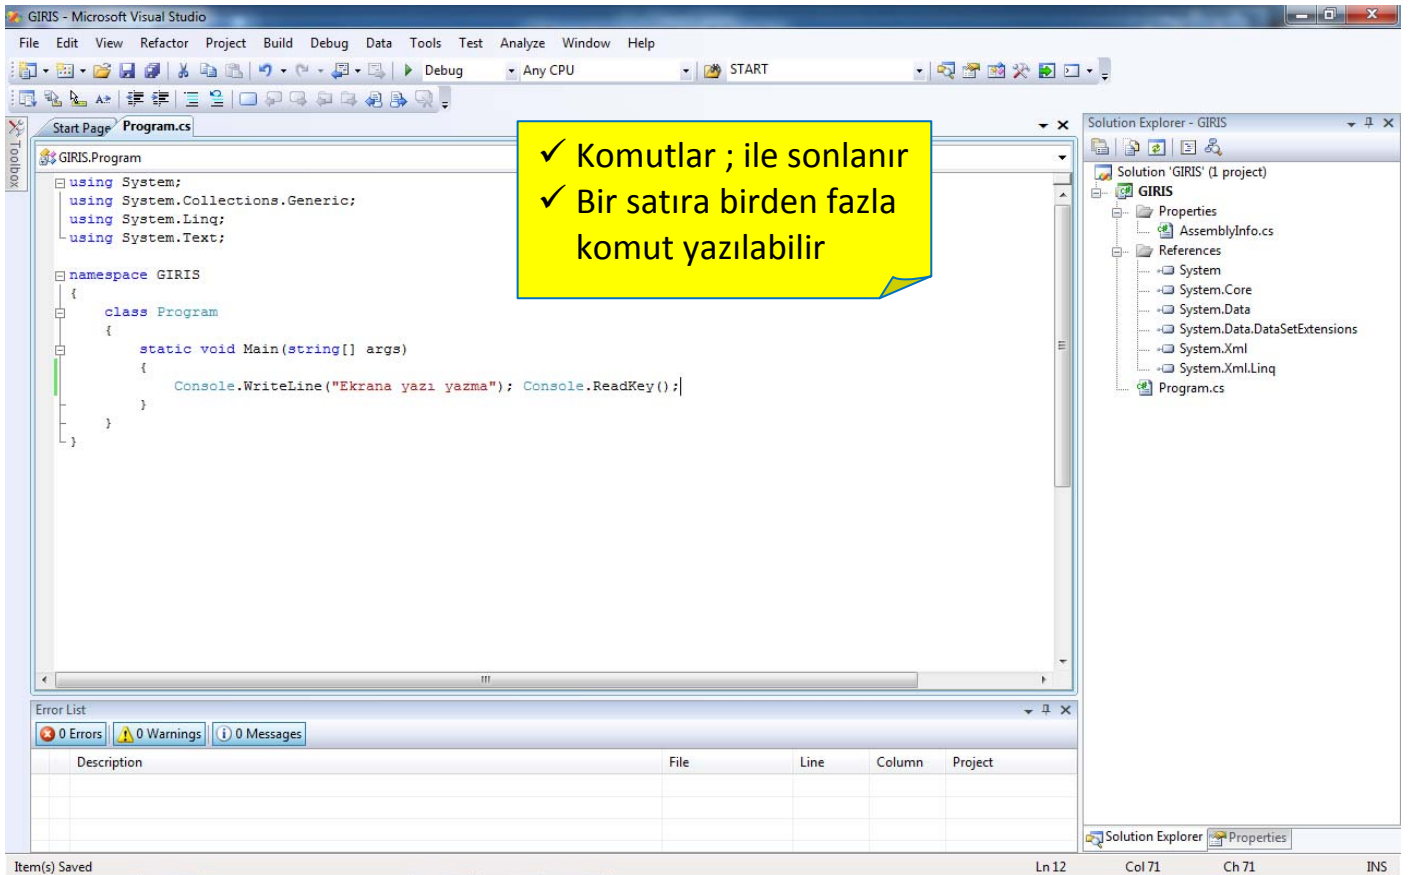 GIRIS - Microsoft Visual Studio
File Edit View Refactor Project Build Debug Data Tools Test Analyze Window Help
Debug Any CPU START
Toolbox
Start Page Program.cs
GIRIS.Program
using System;
using System.Collections.Generic;
using System.Linq;
using System.Text;
namespace GIRIS
{
class Program
{
static void Main(string[] args)
{
Console.WriteLine("Ekrana yazı yazma"); Console.ReadKey();
}
}
}
✓ Komutlar ; ile sonlanır
✓ Bir satıra birden fazla
komut yazılabilir
Solution Explorer - GIRIS
Solution 'GIRIS' (1 project)
GIRIS
Properties
AssemblyInfo.cs
References
System
System.Core
System.Data
System.Data.DataSetExtensions
System.Xml
System.Xml.Linq
Program.cs
Error List
0 Errors 0 Warnings 0 Messages
Description File Line Column Project
Solution Explorer Properties
Item(s) Saved Ln 12 Col 71 Ch 71 INS